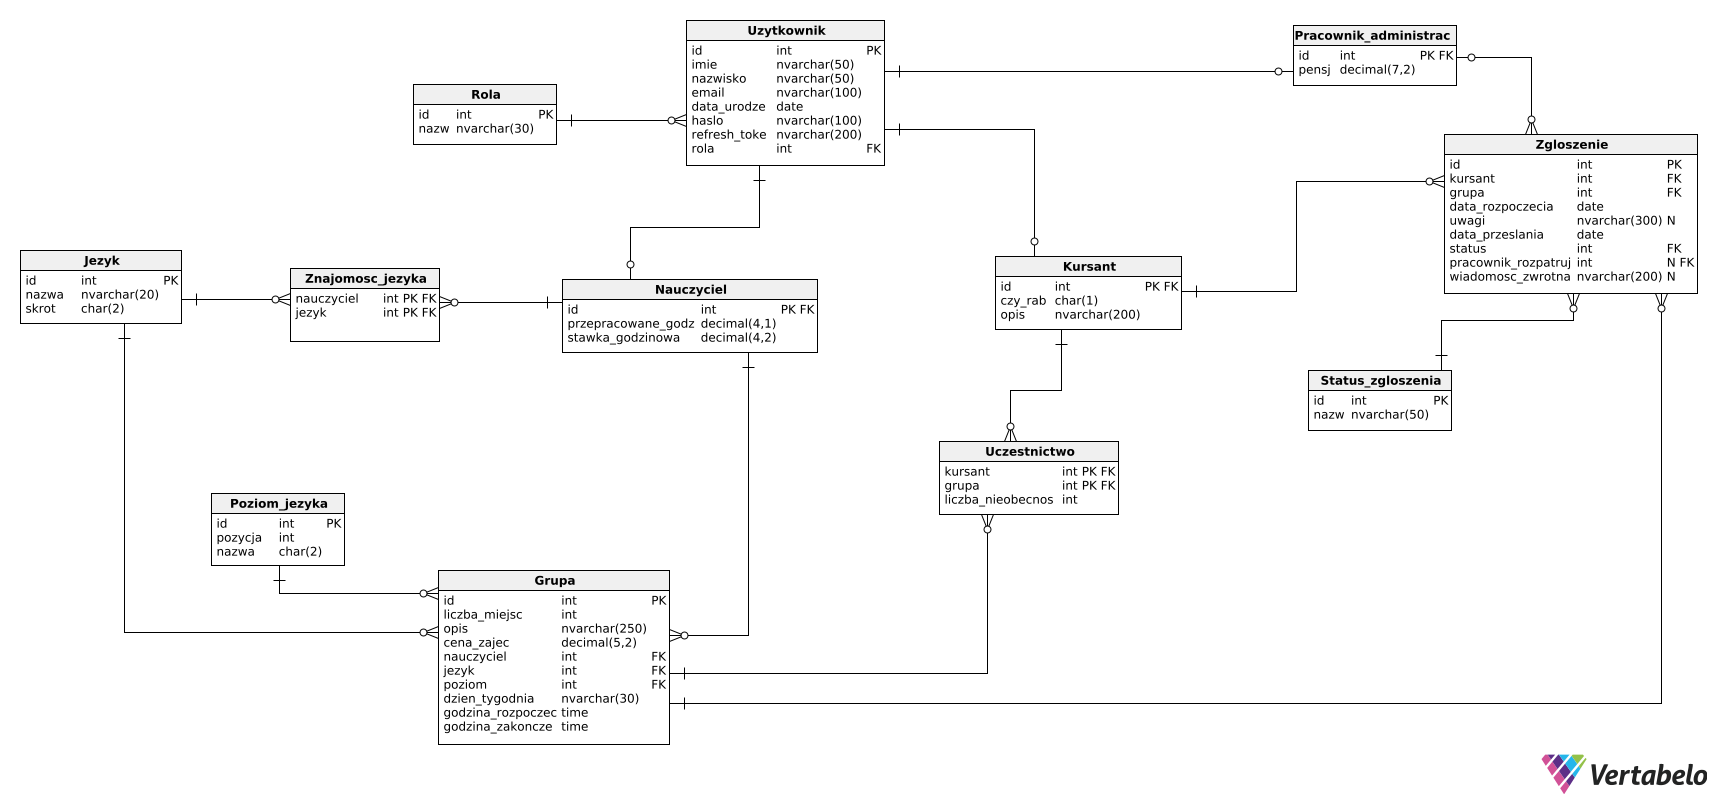 Uzytkownik
id int PK
imie nvarchar(50)
nazwisko nvarchar(50)
email nvarchar(100)
data_urodze date
haslo nvarchar(100)
refresh_toke nvarchar(200)
rola int FK
Pracownik_administrac
id int PK FK
pensj decimal(7,2)
Rola
id int PK
nazw nvarchar(30)
Zgloszenie
id int PK
kursant int FK
grupa int FK
data_rozpoczecia date
uwagi nvarchar(300) N
data_przeslania date
status int FK
pracownik_rozpatruj int N FK
wiadomosc_zwrotna nvarchar(200) N
Jezyk
id int PK
nazwa nvarchar(20)
skrot char(2)
Znajomosc_jezyka
nauczyciel int PK FK
jezyk int PK FK
Nauczyciel
id int PK FK
przepracowane_godz decimal(4,1)
stawka_godzinowa decimal(4,2)
Kursant
id int PK FK
czy_rab char(1)
opis nvarchar(200)
Status_zgloszenia
id int PK
nazw nvarchar(50)
Uczestnictwo
kursant int PK FK
grupa int PK FK
liczba_nieobecnos int
Poziom_jezyka
id int PK
pozycja int
nazwa char(2)
Grupa
id int PK
liczba_miejsc int
opis nvarchar(250)
cena_zajec decimal(5,2)
nauczyciel int FK
jezyk int FK
poziom int FK
dzien_tygodnia nvarchar(30)
godzina_rozpoczec time
godzina_zakoncze time
Vertabelo